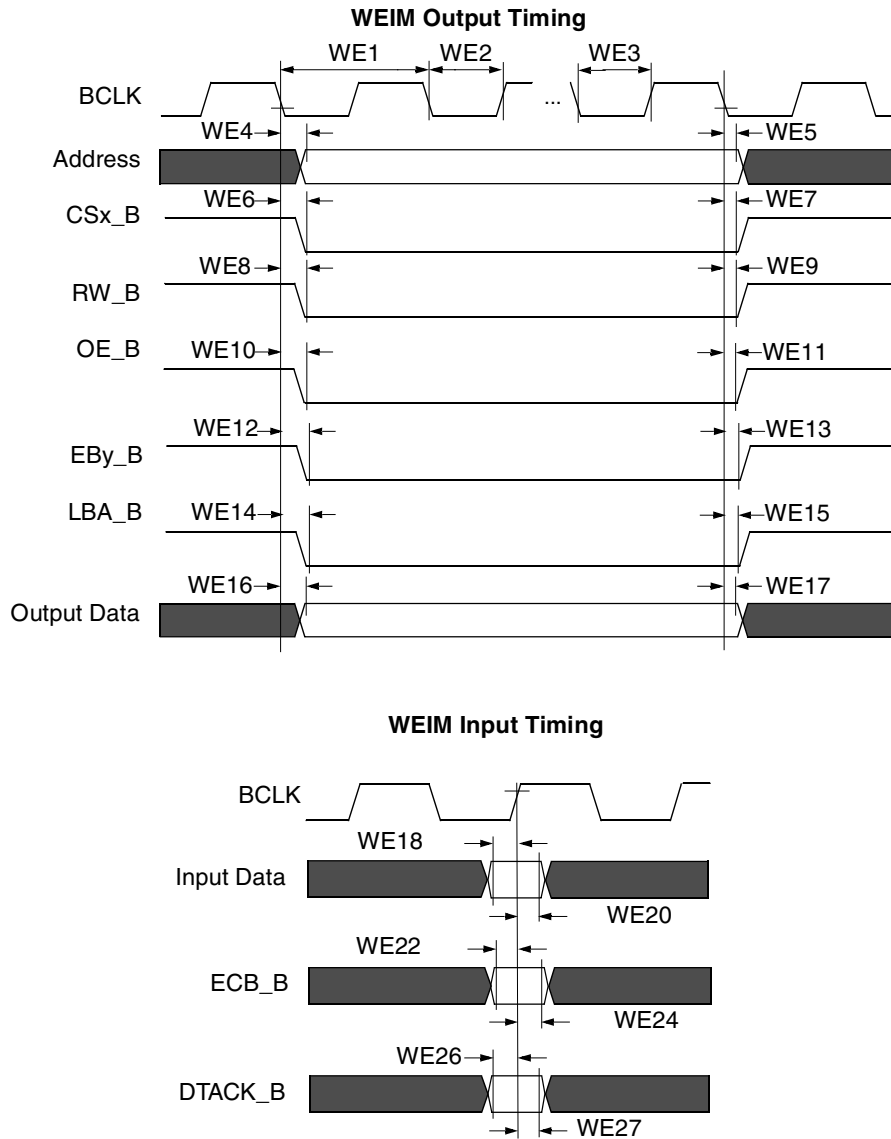 WEIM Output Timing
WE1 WE2 WE3
BCLK ...
WE4 WE5
Address
WE6 WE7
CSx_B
WE8 WE9
RW_B
OE_B WE10 WE11
WE12 WE13
EBy_B
LBA_B WE14 WE15
WE16 WE17
Output Data
WEIM Input Timing
BCLK
WE18
Input Data
WE20
WE22
ECB_B
WE24
WE26
DTACK_B
WE27